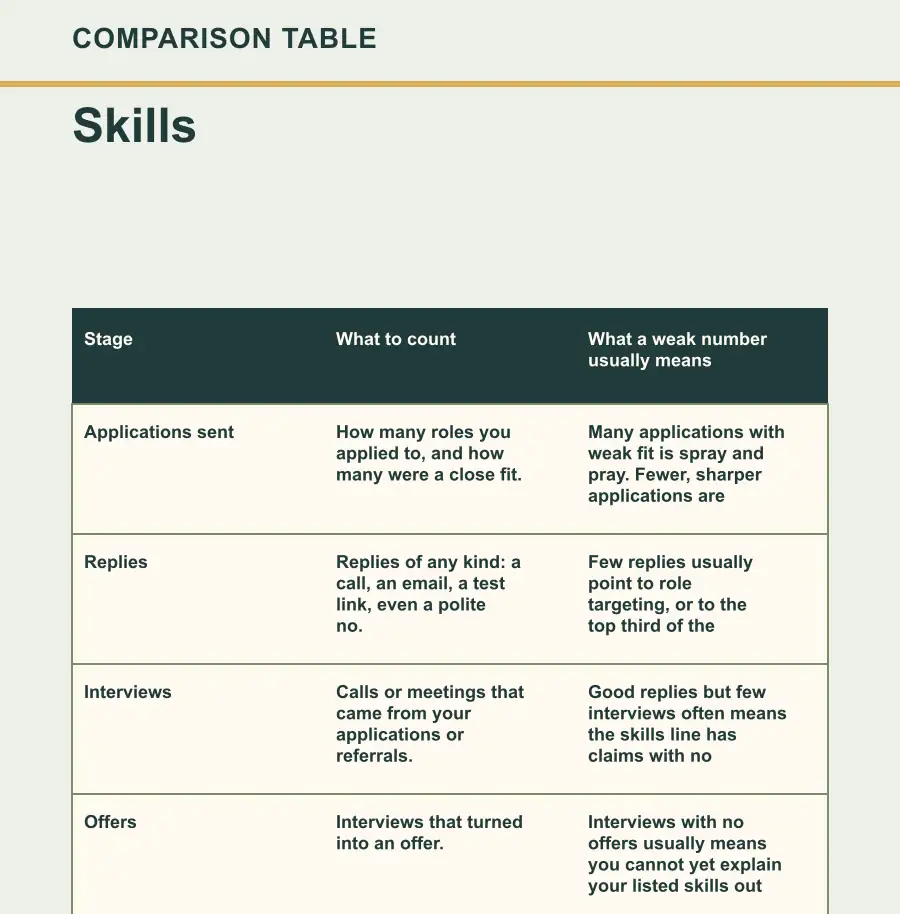 COMPARISON TABLE
Skills
Stage
What to count
What a weak number
usually means
Applications sent
How many roles you
applied to, and how
many were a close fit.
Many applications with
weak fit is spray and
pray. Fewer, sharper
applications are
Replies
Replies of any kind: a
call, an email, a test
link, even a polite
no.
Few replies usually
point to role
targeting, or to the
top third of the
Interviews
Calls or meetings that
came from your
applications or
referrals.
Good replies but few
interviews often means
the skills line has
claims with no
Offers
Interviews that turned
into an offer.
Interviews with no
offers usually means
you cannot yet explain
your listed skills out